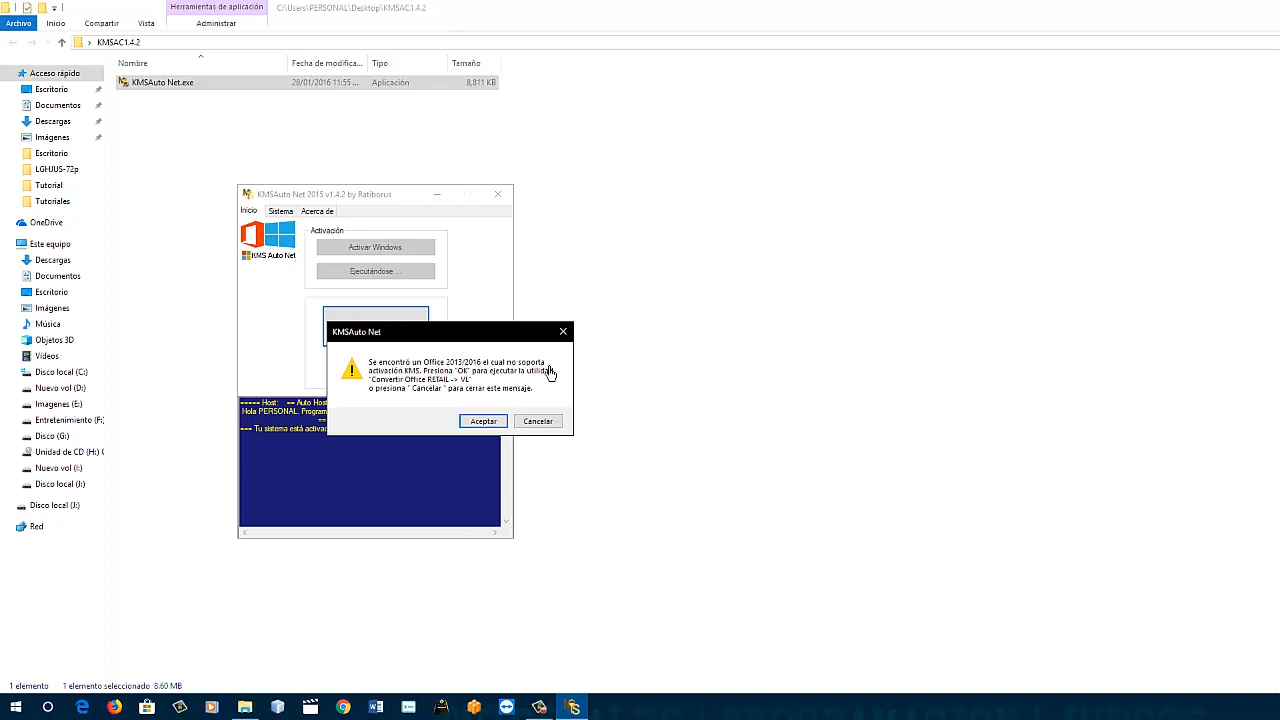 Herramientas de aplicación
C:\Users\PERSONAL\Desktop\KMSAC1.4.2
Archivo Inicio Compartir Vista Administrar
KMSAC1.4.2
Nombre Fecha de modifica... Tipo Tamaño
KMSAuto Net.exe 28/01/2016 11:55 ... Aplicación 8,811 KB
Acceso rápido
Escritorio
Documentos
Descargas
Imágenes
Escritorio
LGHJUS-72p
Tutorial
Tutoriales
OneDrive
Este equipo
Descargas
Documentos
Escritorio
Imágenes
Música
Objetos 3D
Vídeos
Disco local (C:)
Nuevo vol (D:)
Imagenes (E:)
Entretenimiento (F:)
Disco (G:)
Unidad de CD (H:)
Nuevo vol (I:)
Disco local (J:)
Disco local (J:)
Red
KMSAuto Net 2015 v1.4.2 by Ratiborus
Inicio Sistema Acerca de
KMS Auto Net
Activación
Activar Windows
Ejecutándose ...
===== Host: == Auto Host
Hola PERSONAL. Program
==
=== Tu sistema está activad
KMSAuto Net
Se encontró un Office 2013/2016 el cual no soporta
activación KMS. Presiona "OK" para ejecutar la utilidad
"Convertir Office RETAIL -> VL"
o presiona " Cancelar " para cerrar este mensaje.
Aceptar Cancelar
1 elemento 1 elemento seleccionado 8.60 MB